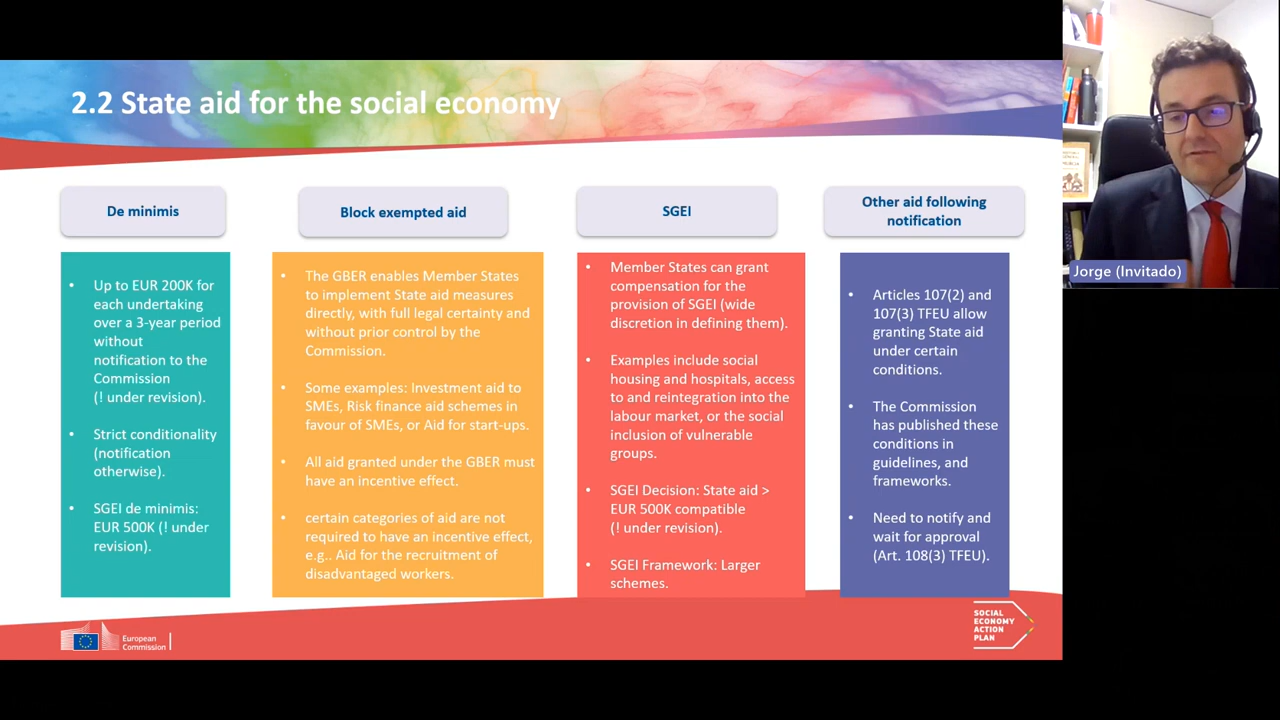 2.2 State aid for the social economy
De minimis
Up to EUR 200K for
each undertaking
over a 3-year period
without
notification to the
Commission
(! under revision).
Strict conditionality
(notification
otherwise).
SGEI de minimis:
EUR 500K (! under
revision).
Block exempted aid
The GBER enables Member States
to implement State aid measures
directly, with full legal certainty and
without prior control by the
Commission.
Some examples: Investment aid to
SMEs, Risk finance aid schemes in
favour of SMEs, or Aid for start-ups.
All aid granted under the GBER must
have an incentive effect.
certain categories of aid are not
required to have an incentive effect,
e.g.. Aid for the recruitment of
disadvantaged workers.
SGEI
Member States can grant
compensation for the
provision of SGEI (wide
discretion in defining them).
Examples include social
housing and hospitals, access
to and reintegration into the
labour market, or the social
inclusion of vulnerable
groups.
SGEI Decision: State aid >
EUR 500K compatible
(! under revision).
SGEI Framework: Larger
schemes.
Other aid following
notification
Articles 107(2) and
107(3) TFEU allow
granting State aid
under certain
conditions.
The Commission
has published these
conditions in
guidelines, and
frameworks.
Need to notify and
wait for approval
(Art. 108(3) TFEU).
European
Commission
SOCIAL
ECONOMY
ACTION
PLAN
Jorge (Invitado)